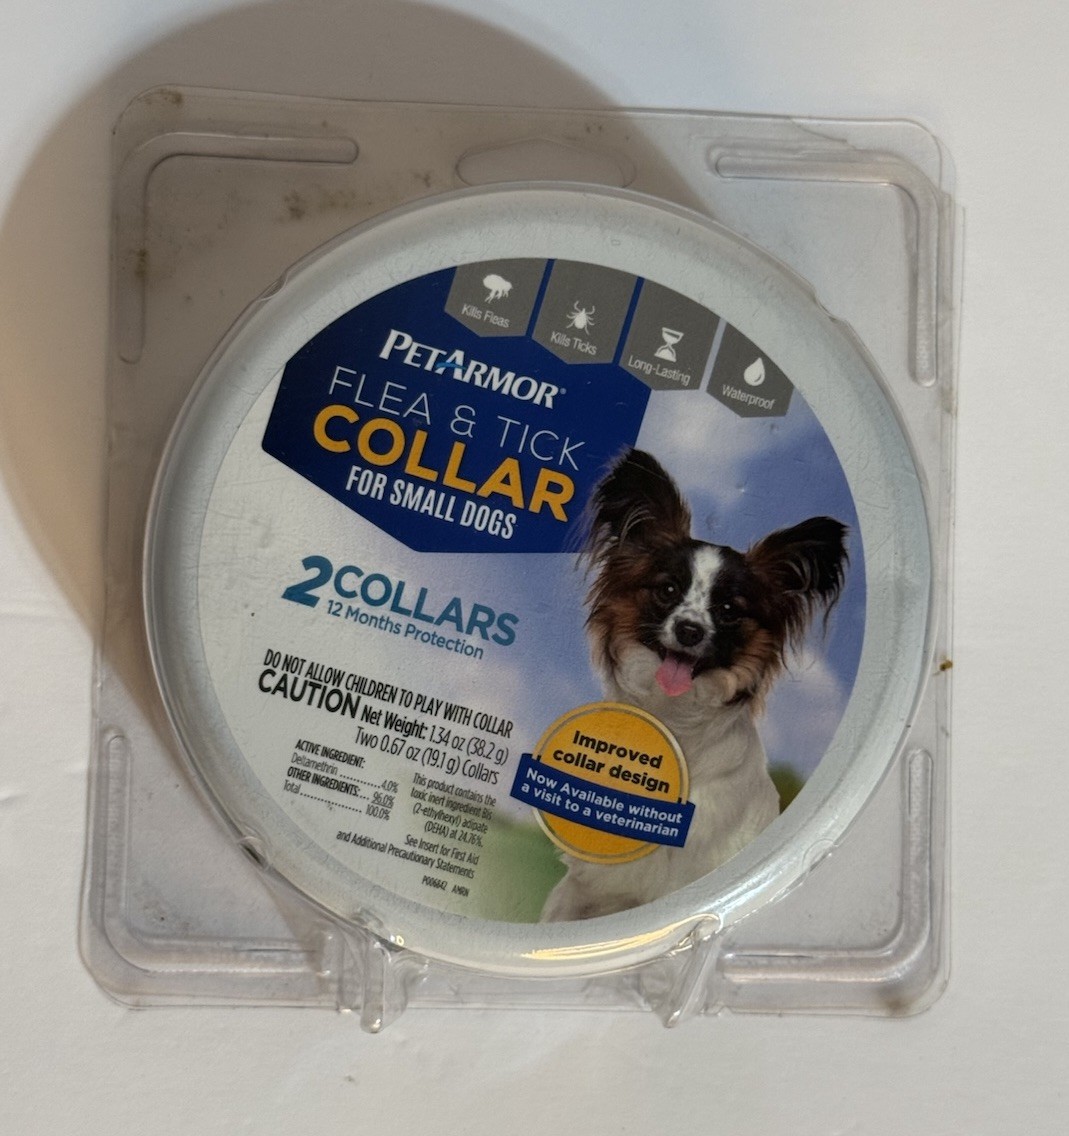 Kills Fleas
Kills Ticks
Long-Lasting
Waterproof
PETARMOR®
FLEA & TICK
COLLAR
FOR SMALL DOGS
2 COLLARS
12 Months Protection
DO NOT ALLOW CHILDREN TO PLAY WITH COLLAR
CAUTION Net Weight: 1.34 oz (38.2 g)
Two 0.67 oz (19.1 g) Collars
ACTIVE INGREDIENT:
Deltamethrin ............4.0%
OTHER INGREDIENTS:... 96.0%
Total..................... 100.0%
This product contains the
toxic inert ingredient Bis
(2-ethylhexyl) adipate
(DEHA) at 24.76%.
See Insert for First Aid
and Additional Precautionary Statements
P006842 AMRN
Improved
collar design
Now Available without
a visit to a veterinarian